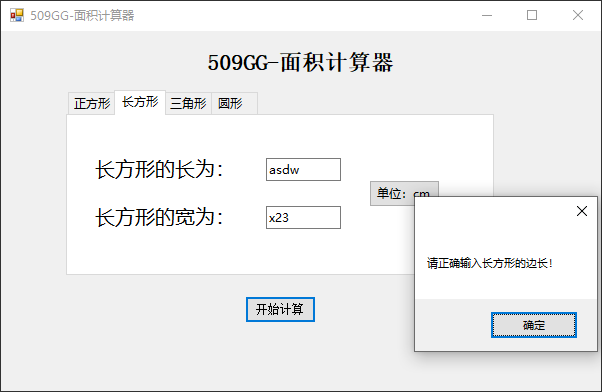 509GG-面积计算器
509GG-面积计算器
正方形 长方形 三角形 圆形
长方形的长为： asdw
单位：cm
长方形的宽为： x23
请正确输入长方形的边长！
开始计算
确定